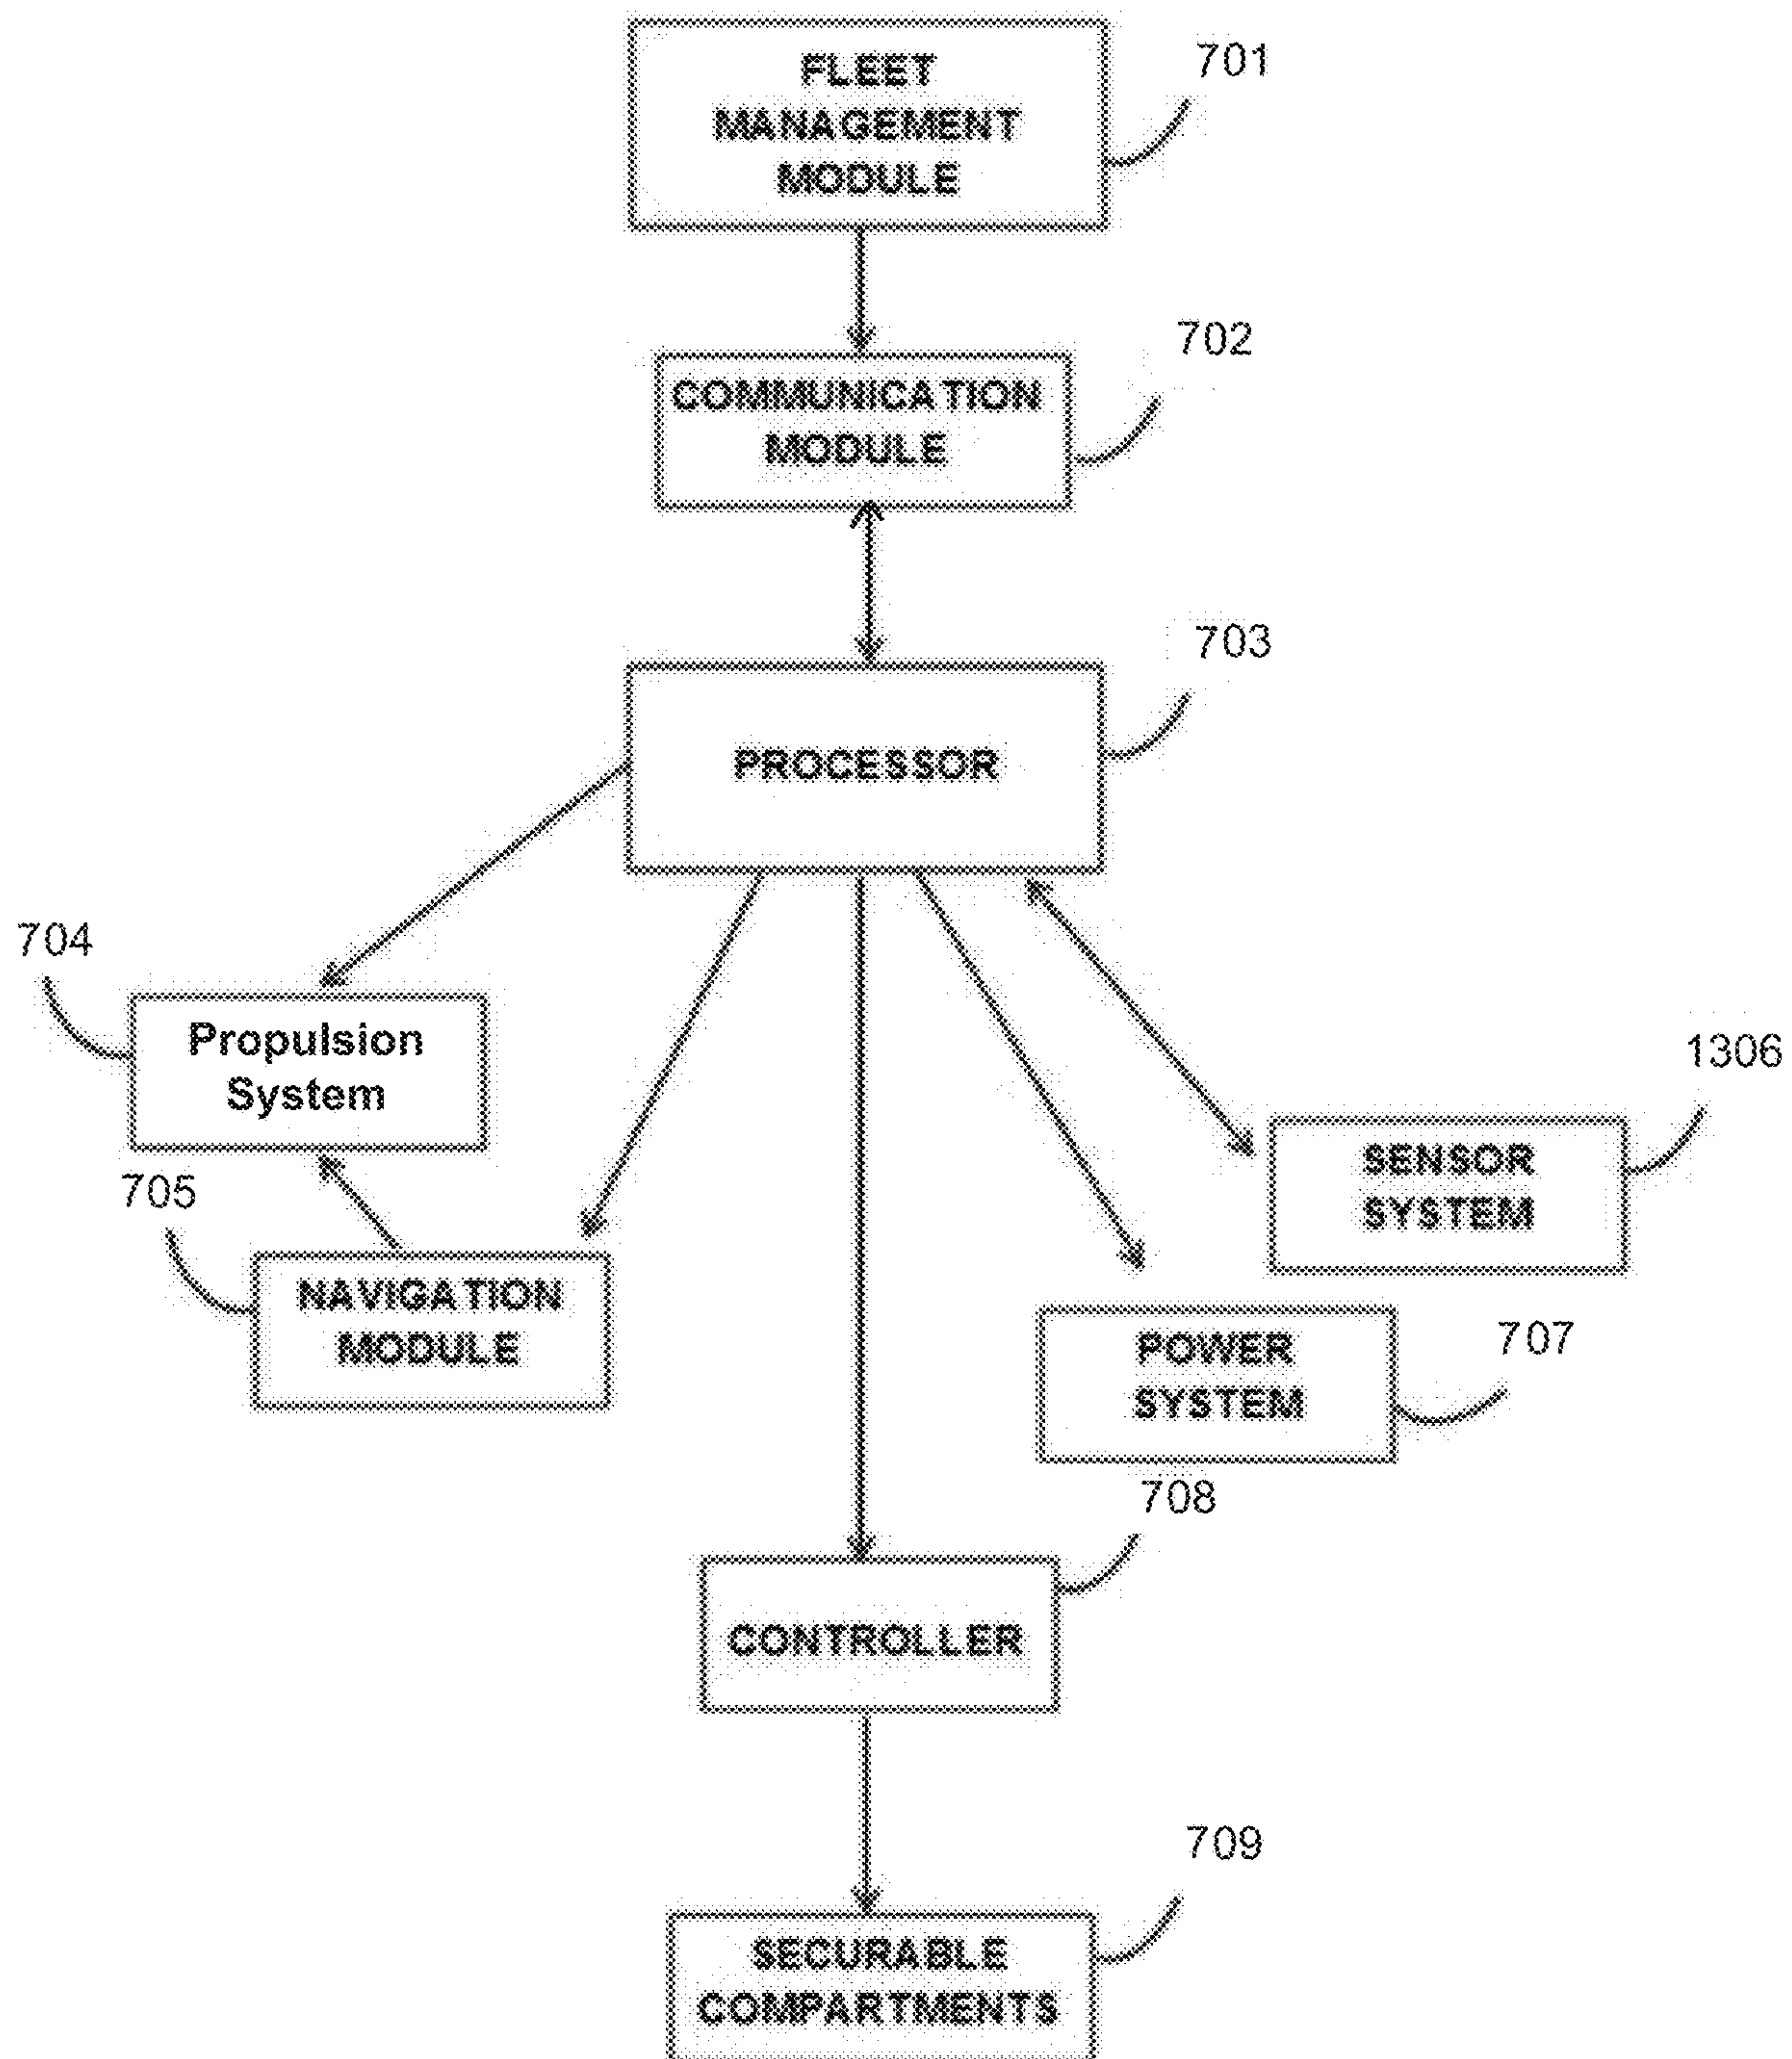 FLEET
MANAGEMENT
MODULE
701
COMMUNICATION
MODULE
702
PROCESSOR
703
704
Propulsion
System
1306
SENSOR
SYSTEM
705
NAVIGATION
MODULE
POWER
SYSTEM
707
708
CONTROLLER
709
SECURABLE
COMPARTMENTS